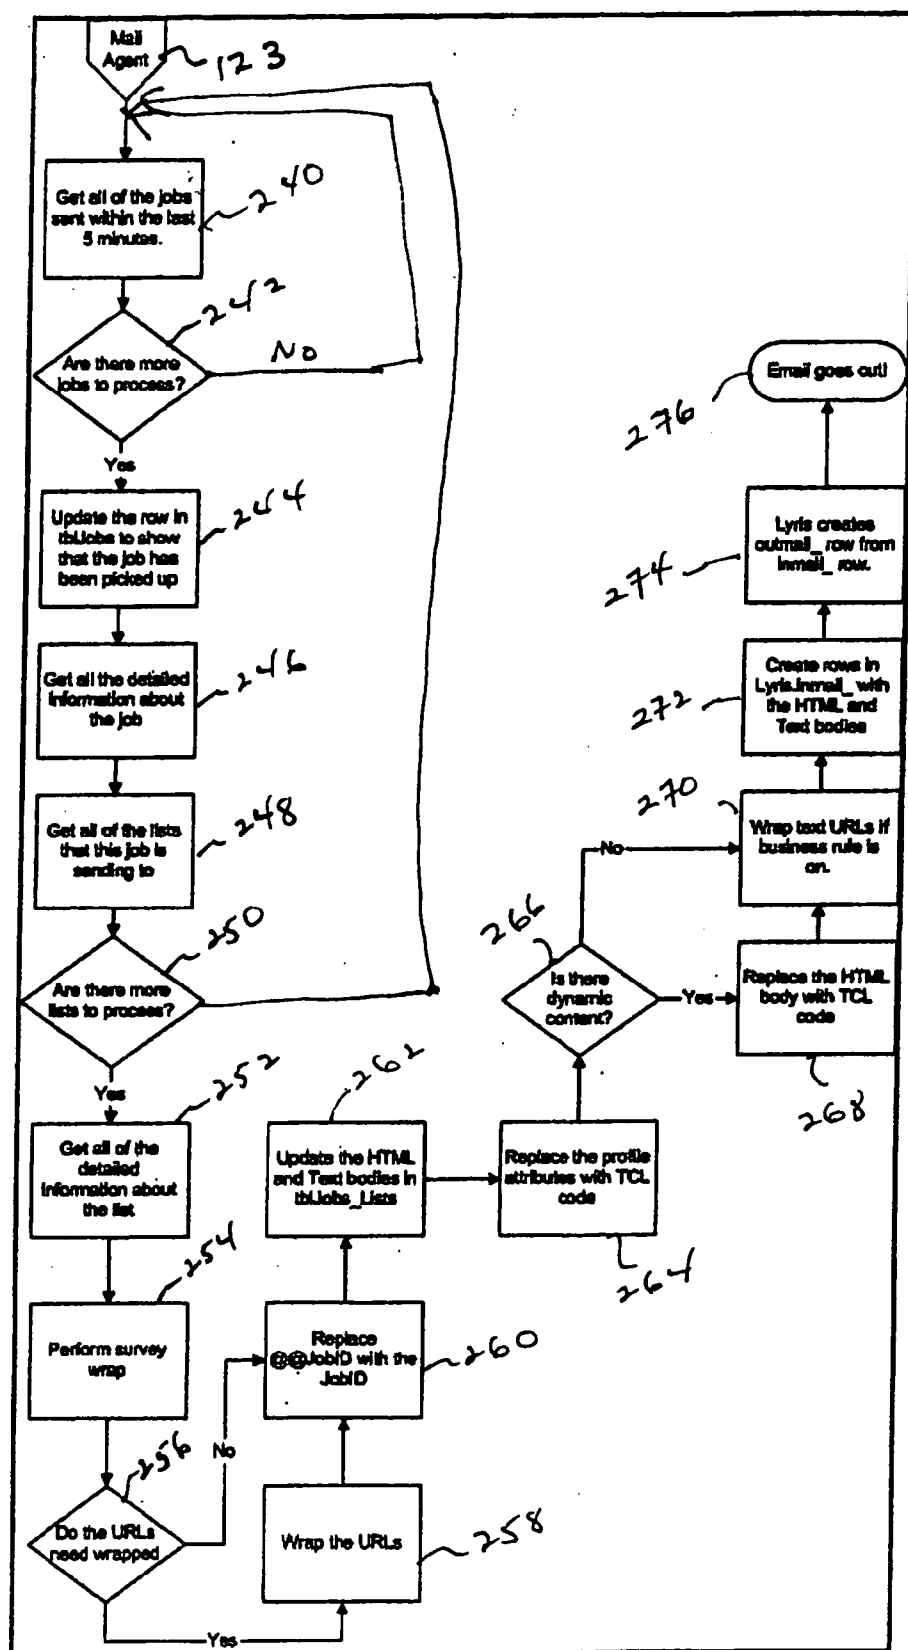 Mail
Agent
123
Get all of the jobs
sent within the last
5 minutes.
240
Are there more
jobs to process?
242
No
Yes
Update the row in
tblJobs to show
that the job has
been picked up
244
Get all the detailed
information about
the job
246
Get all of the lists
that this job is
sending to
248
Are there more
lists to process?
250
Yes
Get all of the
detailed
information about
the list
252
Perform survey
wrap
254
Do the URLs
need wrapped
256
No
Yes
Wrap the URLs
258
Replace
@@JobID with the
JobID
260
Update the HTML
and Text bodies in
tblJobs_Lists
262
Replace the profile
attributes with TCL
code
264
Is there
dynamic
content?
266
No
Yes
Replace the HTML
body with TCL
code
268
Wrap text URLs if
business rule is
on.
270
Create rows in
Lyris.inmail_ with
the HTML and
Text bodies
272
Lyris creates
outmail_ row from
inmail_ row.
274
Email goes out!
276